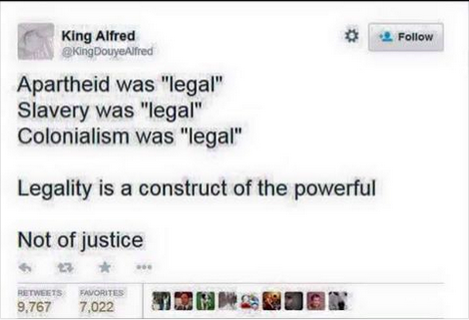 King Alfred
@KingDouyeAlfred
Follow
Apartheid was "legal"
Slavery was "legal"
Colonialism was "legal"
Legality is a construct of the powerful
Not of justice
RETWEETS FAVORITES
9,767 7,022